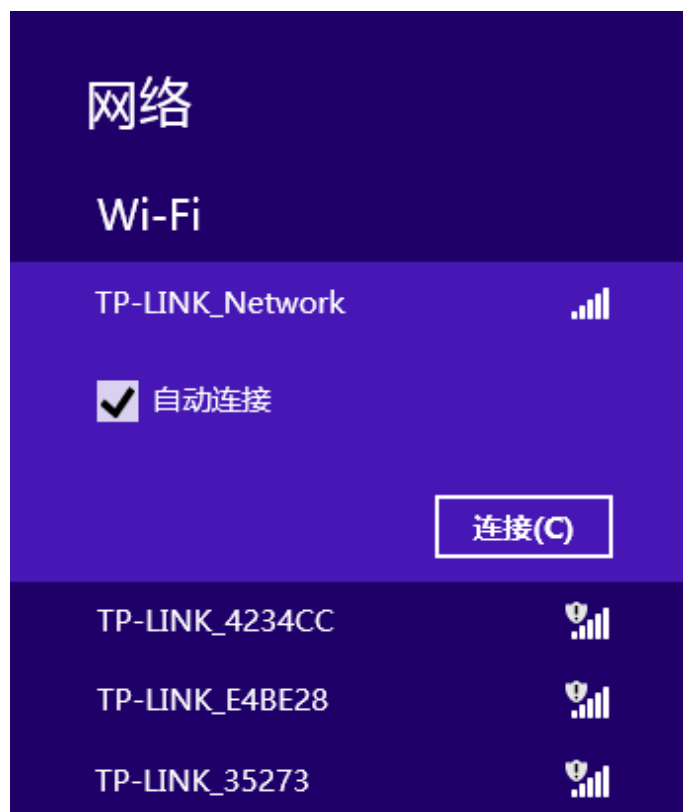 网络
Wi-Fi
TP-LINK_Network
自动连接
连接(C)
TP-LINK_4234CC
TP-LINK_E4BE28
TP-LINK_35273